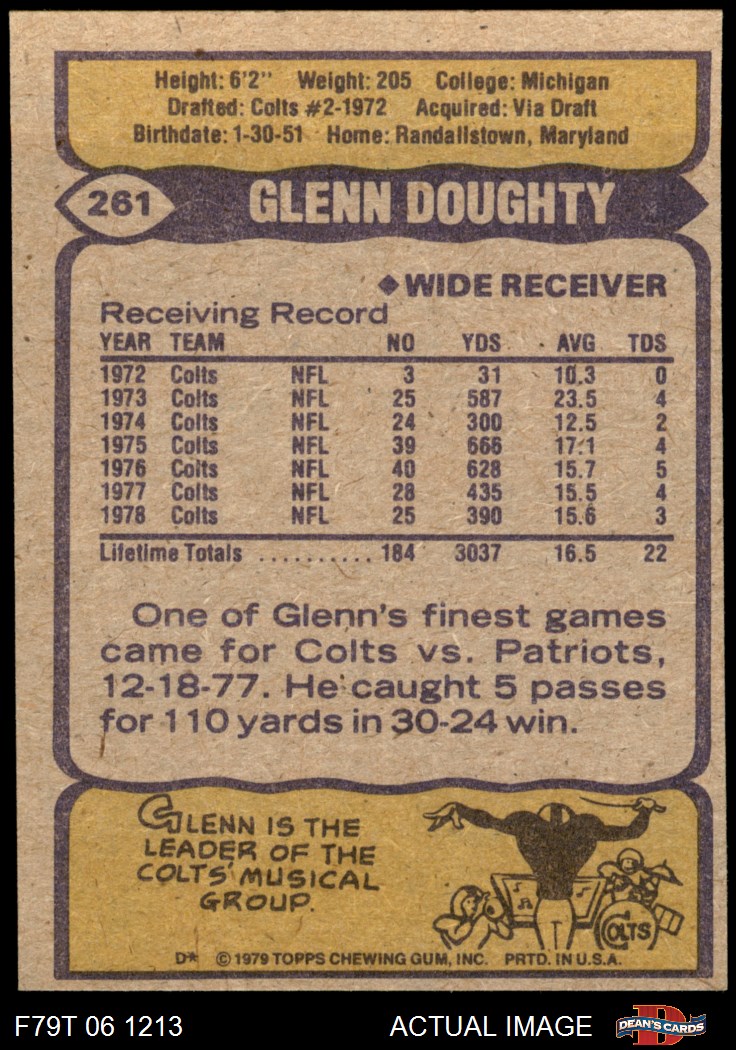 Height: 6'2" Weight: 205 College: Michigan
Drafted: Colts #2-1972 Acquired: Via Draft
Birthdate: 1-30-51 Home: Randallstown, Maryland
261 GLENN DOUGHTY
◆WIDE RECEIVER
Receiving Record
YEAR TEAM NO YDS AVG TDS
1972 Colts NFL 3 31 10.3 0
1973 Colts NFL 25 587 23.5 4
1974 Colts NFL 24 300 12.5 2
1975 Colts NFL 39 666 17.1 4
1976 Colts NFL 40 628 15.7 5
1977 Colts NFL 28 435 15.5 4
1978 Colts NFL 25 390 15.6 3
Lifetime Totals .......... 184 3037 16.5 22
One of Glenn's finest games
came for Colts vs. Patriots,
12-18-77. He caught 5 passes
for 110 yards in 30-24 win.
GLENN IS THE
LEADER OF THE
COLTS' MUSICAL
GROUP.
COLTS
D* © 1979 TOPPS CHEWING GUM, INC. PRTD. IN U.S.A.
F79T 06 1213 ACTUAL IMAGE D DEAN'S CARDS